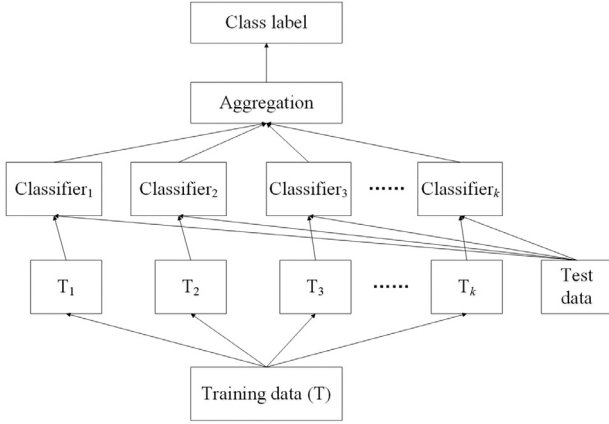 Class label
Aggregation
Classifier₁ Classifier₂ Classifier₃ ...... Classifierₖ
T₁ T₂ T₃ ...... Tₖ Test
data
Training data (T)